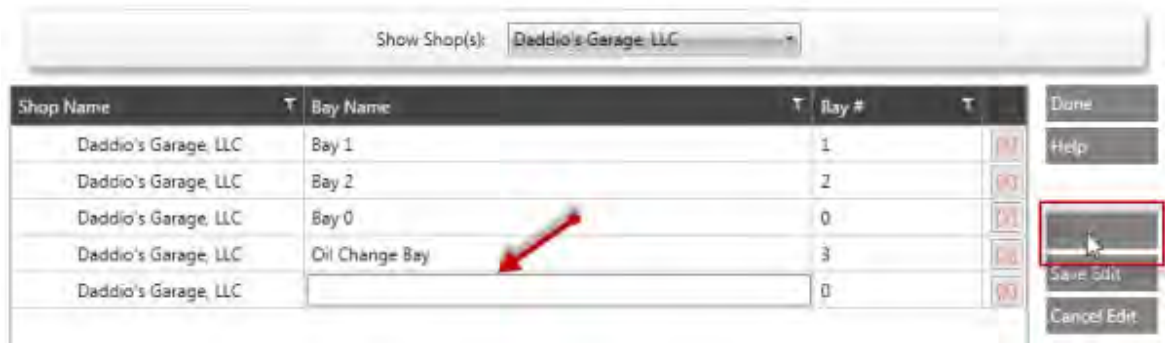 Show Shop(s): Daddio's Garage, LLC
Shop Name Bay Name Bay # Done
Daddio's Garage, LLC Bay 1 1 [X] Help
Daddio's Garage, LLC Bay 2 2 [X]
Daddio's Garage, LLC Bay 0 0 [X]
Daddio's Garage, LLC Oil Change Bay 3 [X]
Save Edit
Daddio's Garage, LLC 0 [X]
Cancel Edit